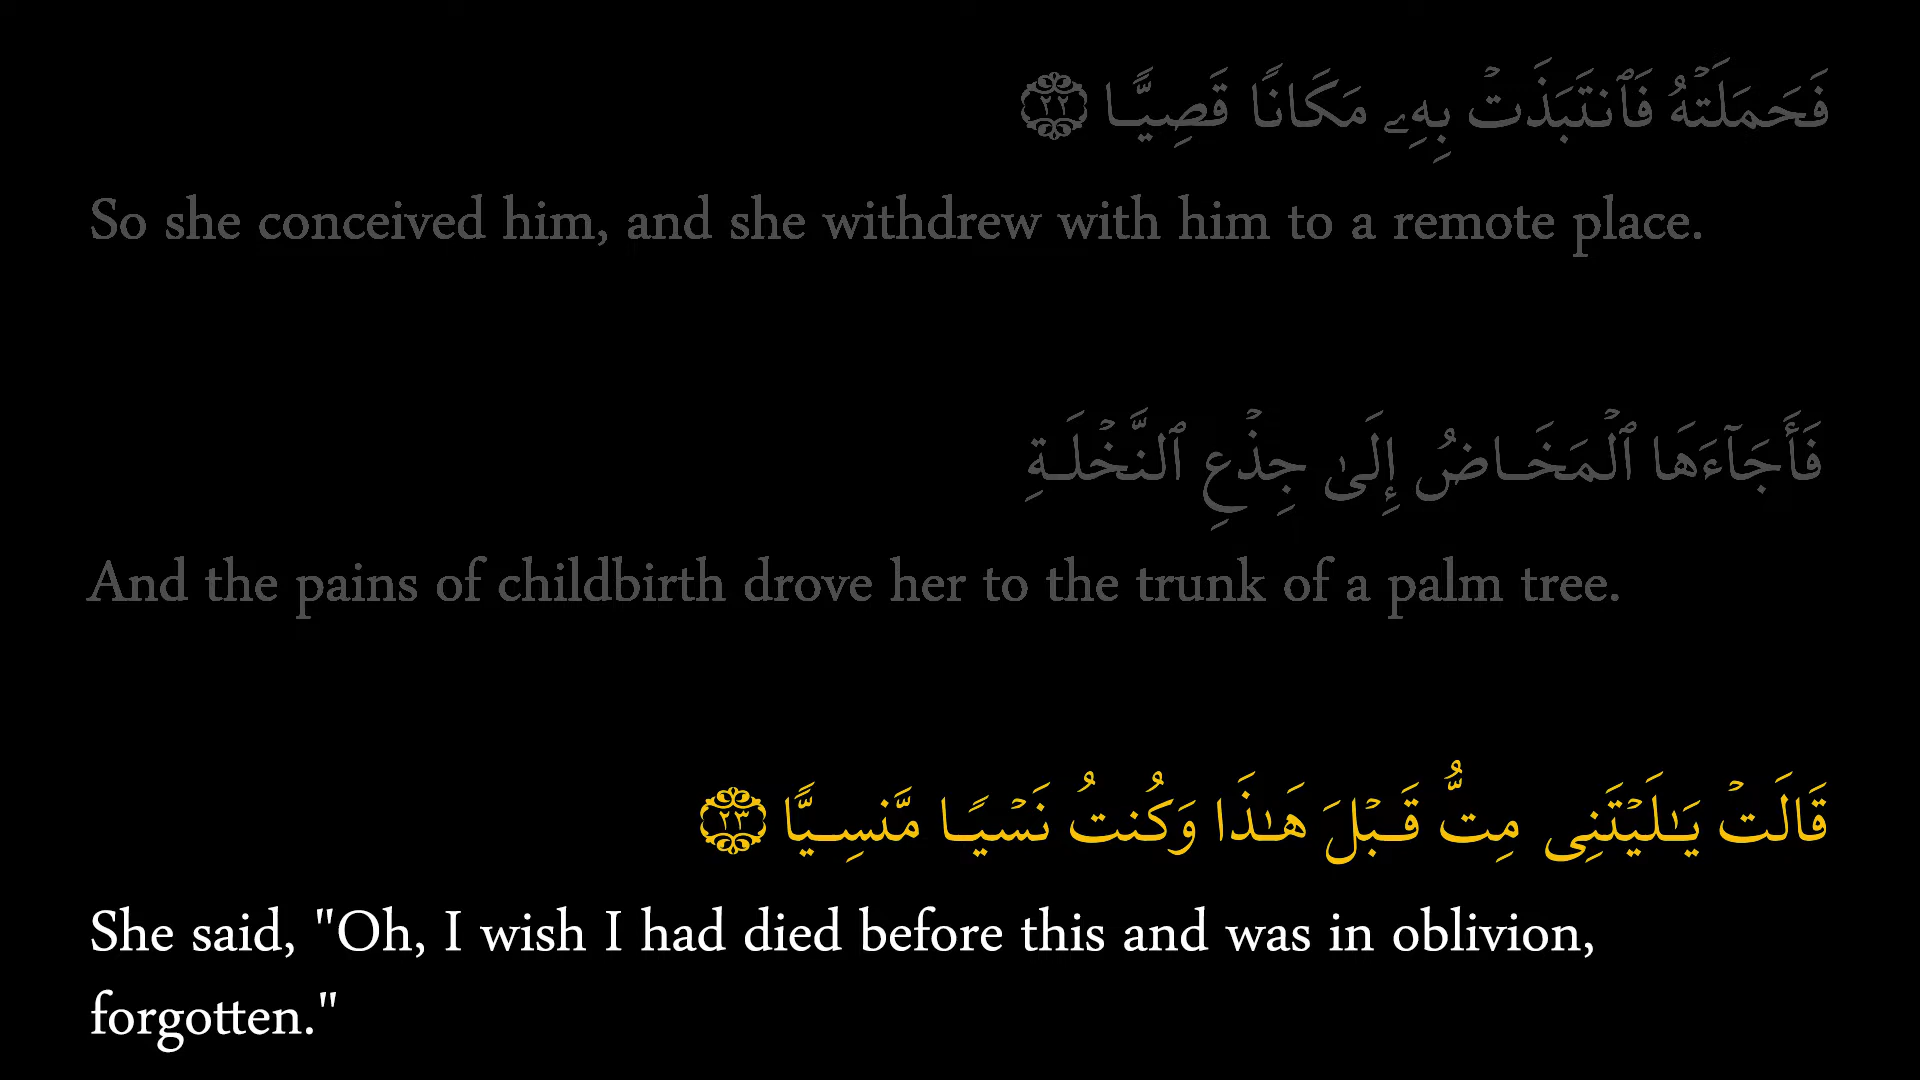 فَحَمَلَتْهُ فَٱنتَبَذَتْ بِهِۦ مَكَانًا قَصِيًّا ٢٢
So she conceived him, and she withdrew with him to a remote place.
فَأَجَآءَهَا ٱلْمَخَاضُ إِلَىٰ جِذْعِ ٱلنَّخْلَةِ
And the pains of childbirth drove her to the trunk of a palm tree.
قَالَتْ يَـٰلَيْتَنِى مِتُّ قَبْلَ هَـٰذَا وَكُنتُ نَسْيًا مَّنسِيًّا ٢٣
She said, "Oh, I wish I had died before this and was in oblivion,
forgotten."